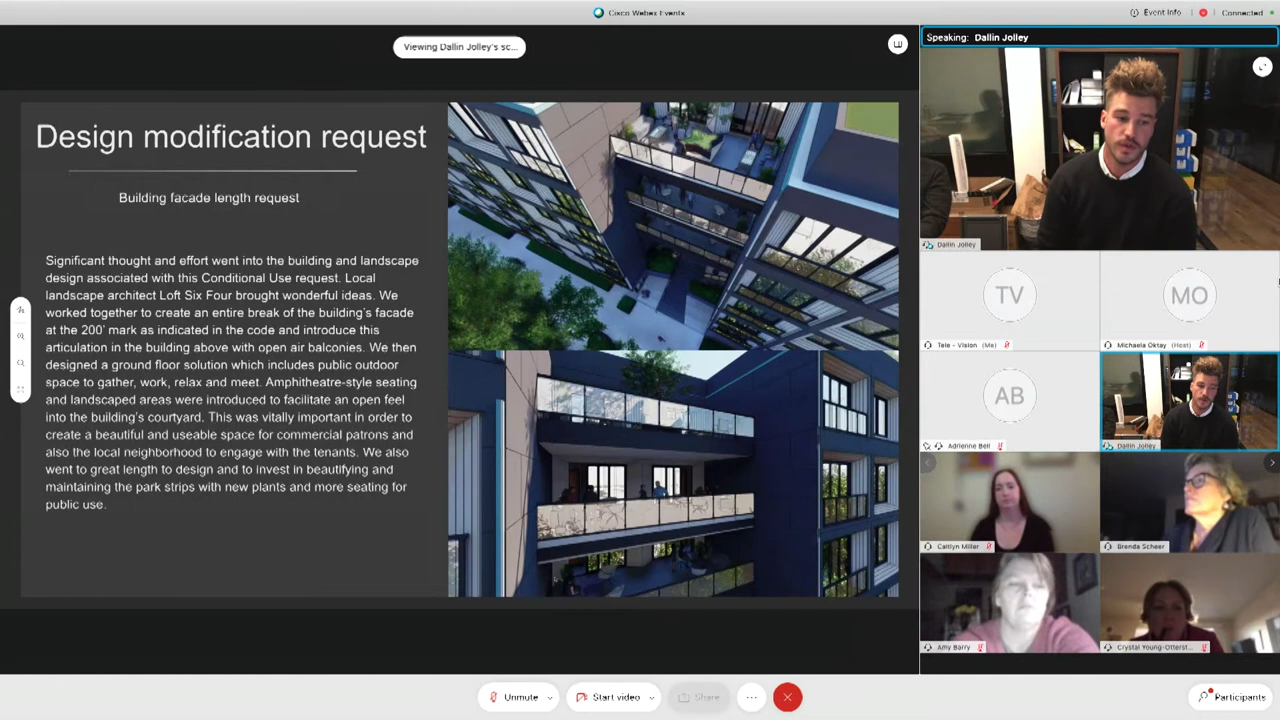 Cisco Webex Events
Event Info
Connected
Viewing Dallin Jolley's sc...
Speaking: Dallin Jolley
Design modification request
Building facade length request
Significant thought and effort went into the building and landscape
design associated with this Conditional Use request. Local
landscape architect Loft Six Four brought wonderful ideas. We
worked together to create an entire break of the building's facade
at the 200' mark as indicated in the code and introduce this
articulation in the building above with open air balconies. We then
designed a ground floor solution which includes public outdoor
space to gather, work, relax and meet. Amphitheatre-style seating
and landscaped areas were introduced to facilitate an open feel
into the building's courtyard. This was vitally important in order to
create a beautiful and useable space for commercial patrons and
also the local neighborhood to engage with the tenants. We also
went to great length to design and to invest in beautifying and
maintaining the park strips with new plants and more seating for
public use.
Dallin Jolley
TV
MO
Tele - Vision (Me)
Michaela Oktay (Host)
AB
Adrienne Bell
Dallin Jolley
Caitlyn Miller
Brenda Scheer
Amy Barry
Crystal Young-Otterst...
Unmute
Start video
Share
Participants